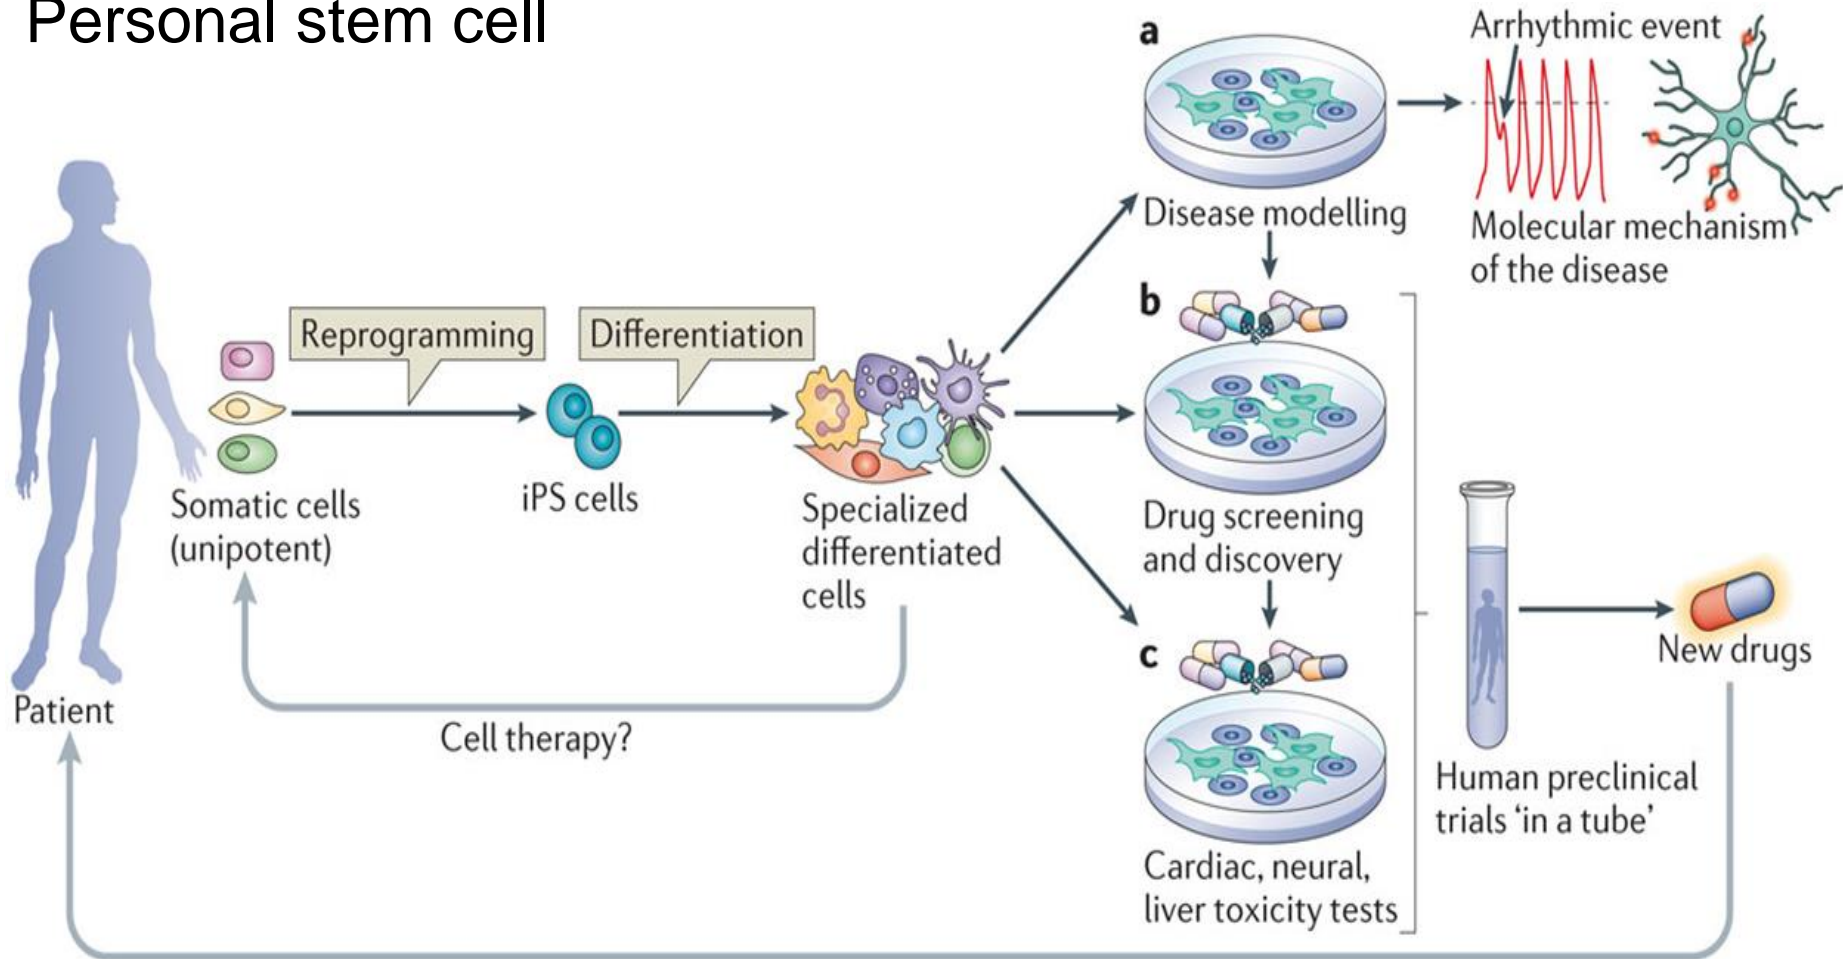 Personal stem cell
Patient
Somatic cells
(unipotent)
Reprogramming
iPS cells
Differentiation
Specialized
differentiated
cells
Cell therapy?
a
Disease modelling
Arrhythmic event
Molecular mechanism
of the disease
b
Drug screening
and discovery
c
Cardiac, neural,
liver toxicity tests
Human preclinical
trials ‘in a tube’
New drugs